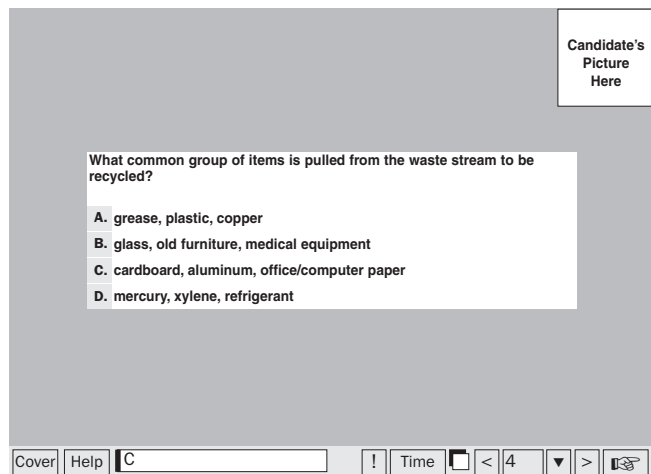 Candidate's
Picture
Here
What common group of items is pulled from the waste stream to be
recycled?
A. grease, plastic, copper
B. glass, old furniture, medical equipment
C. cardboard, aluminum, office/computer paper
D. mercury, xylene, refrigerant
Cover Help C ! Time < 4 ▼ >